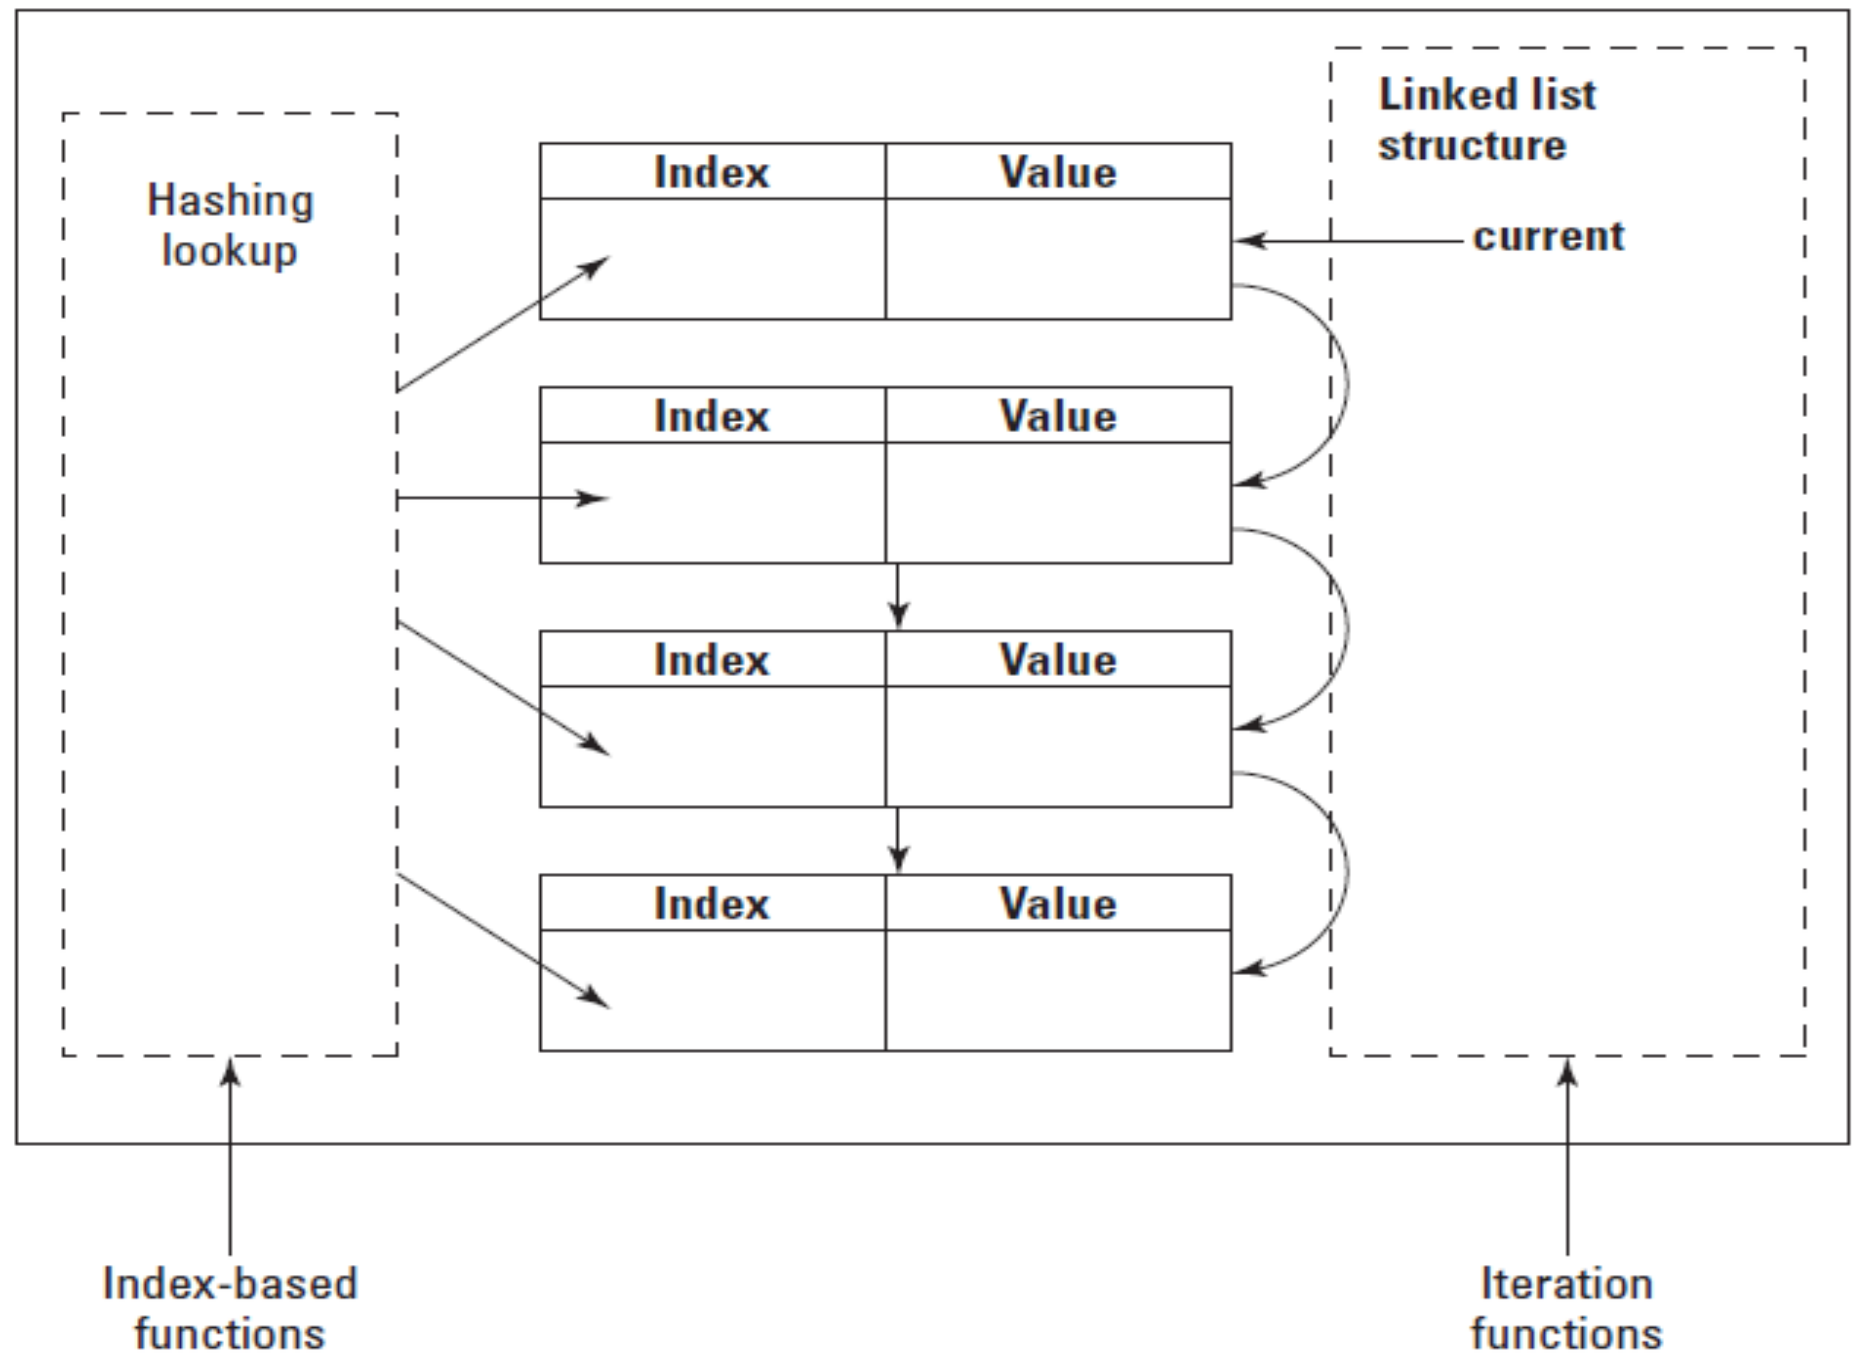 Linked list
structure
Hashing
lookup
Index Value
current
Index Value
Index Value
Index Value
Index-based
functions
Iteration
functions